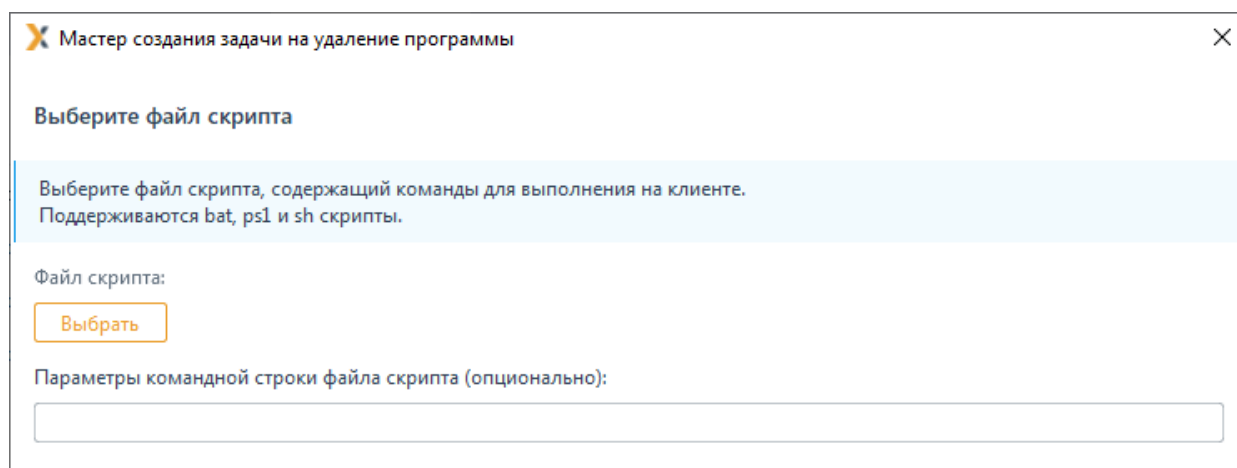 Мастер создания задачи на удаление программы
Выберите файл скрипта
Выберите файл скрипта, содержащий команды для выполнения на клиенте.
Поддерживаются bat, ps1 и sh скрипты.
Файл скрипта:
Выбрать
Параметры командной строки файла скрипта (опционально):